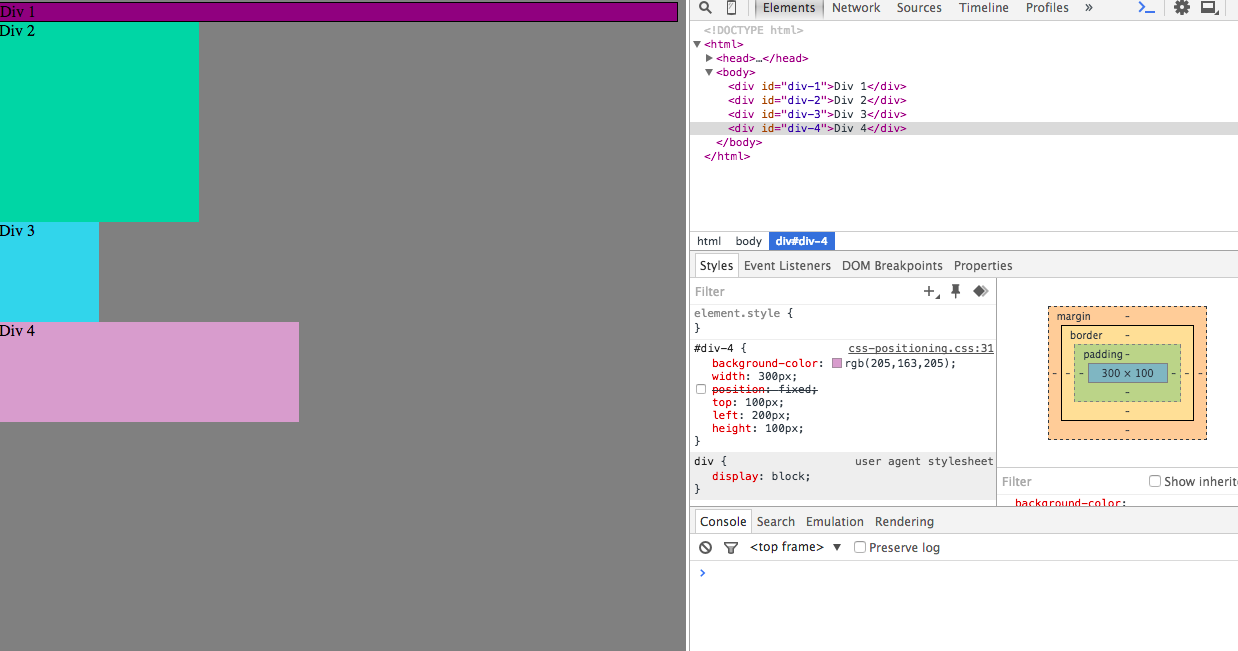 Div 1
Div 2
Div 3
Div 4
Elements Network Sources Timeline Profiles »
<!DOCTYPE html>
▼<html>
▶<head>…</head>
▼<body>
<div id="div-1">Div 1</div>
<div id="div-2">Div 2</div>
<div id="div-3">Div 3</div>
<div id="div-4">Div 4</div>
</body>
</html>
html body div#div-4
Styles Event Listeners DOM Breakpoints Properties
Filter
element.style {
}
#div-4 { css-positioning.css:31
background-color: rgb(205,163,205);
width: 300px;
position: fixed;
top: 100px;
left: 200px;
height: 100px;
}
div { user agent stylesheet
display: block;
}
margin -
border -
padding -
- - - 300 × 100 - - -
-
-
-
Filter Show inherit
background-color:
Console Search Emulation Rendering
<top frame> ▼ Preserve log
>